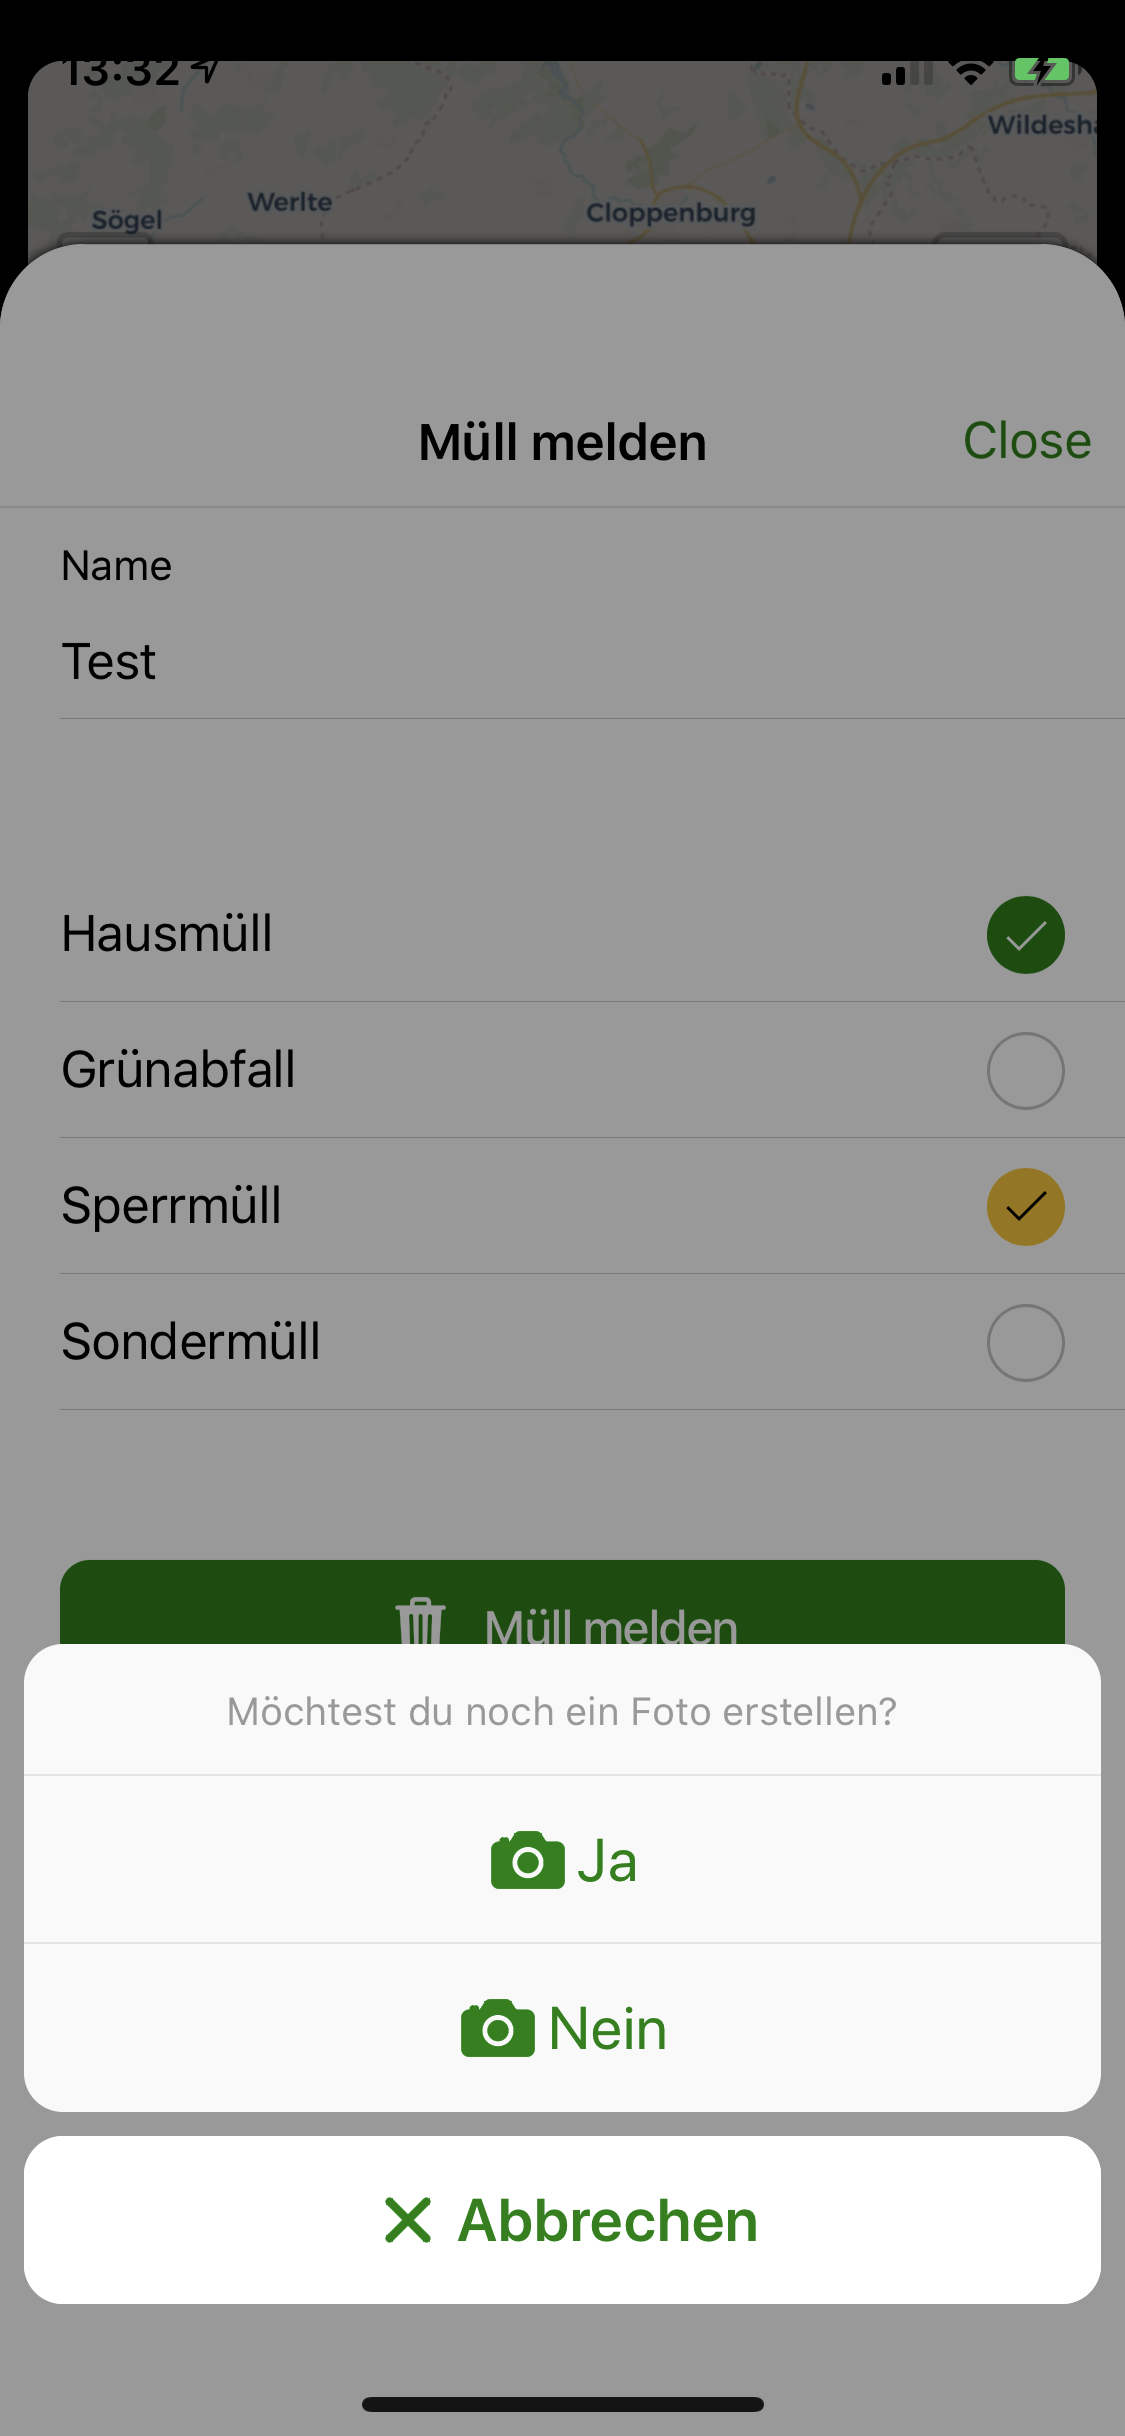 13:32
Wildesha
Werlte
Sögel
Cloppenburg
Müll melden
Close
Name
Test
Hausmüll
Grünabfall
Sperrmüll
Sondermüll
Müll melden
Möchtest du noch ein Foto erstellen?
Ja
Nein
Abbrechen